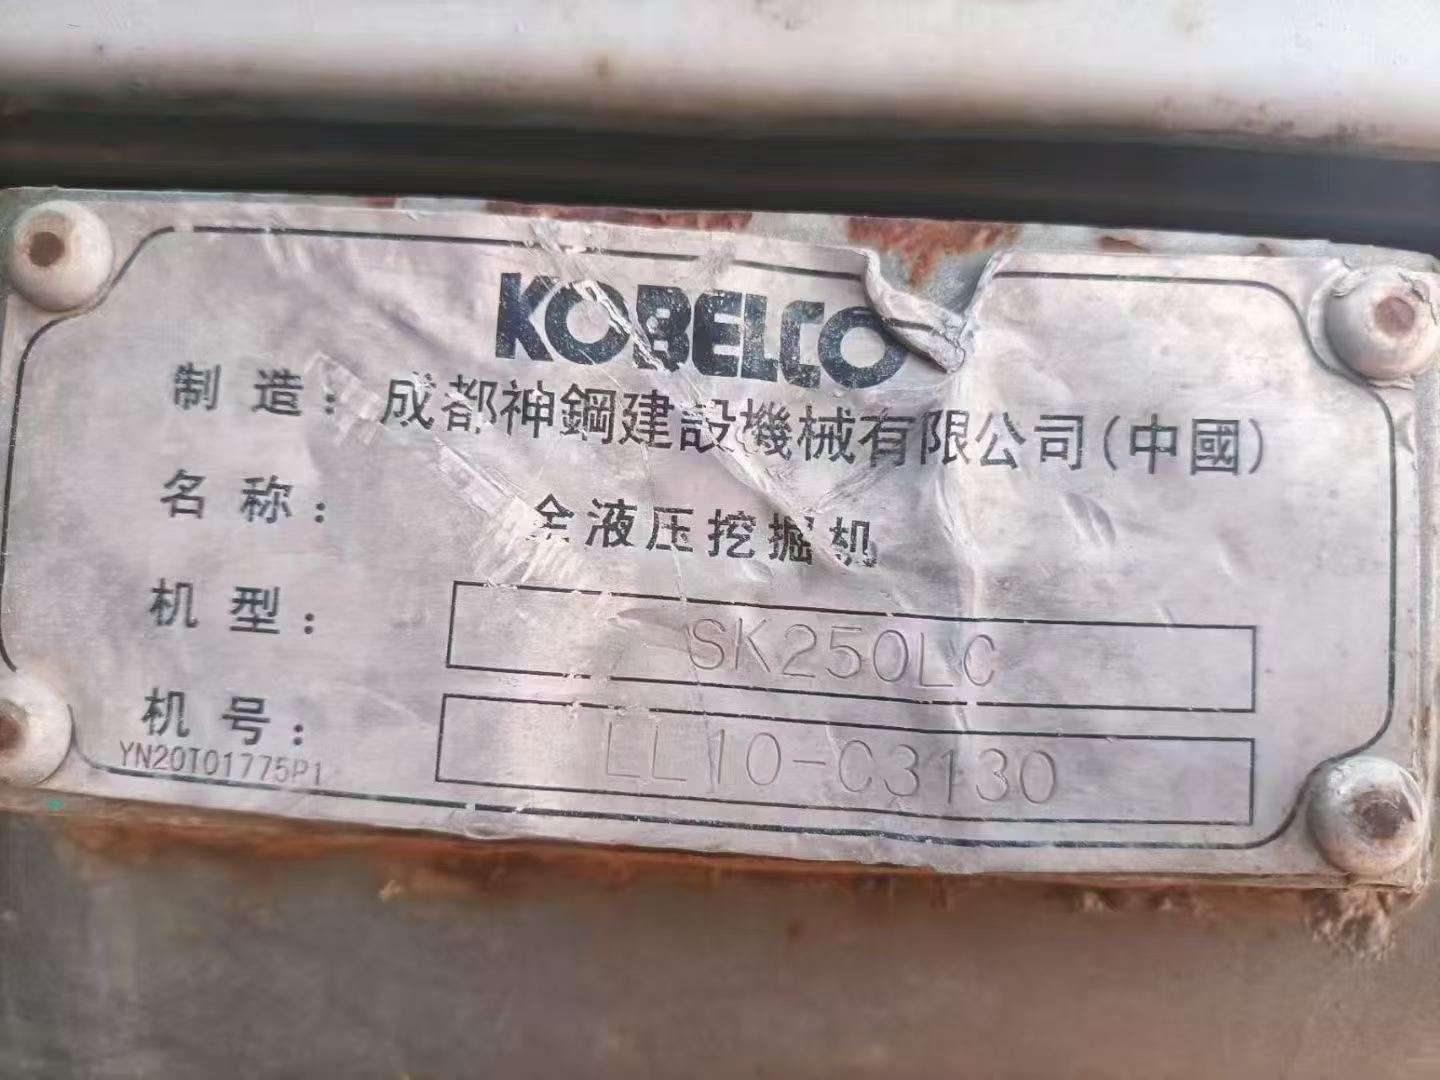 KOBELCO
制造：成都神鋼建設機械有限公司(中國)
名称：全液压挖掘机
机型：SK250LC
机号：LL10-C3130
YN20T01775P1